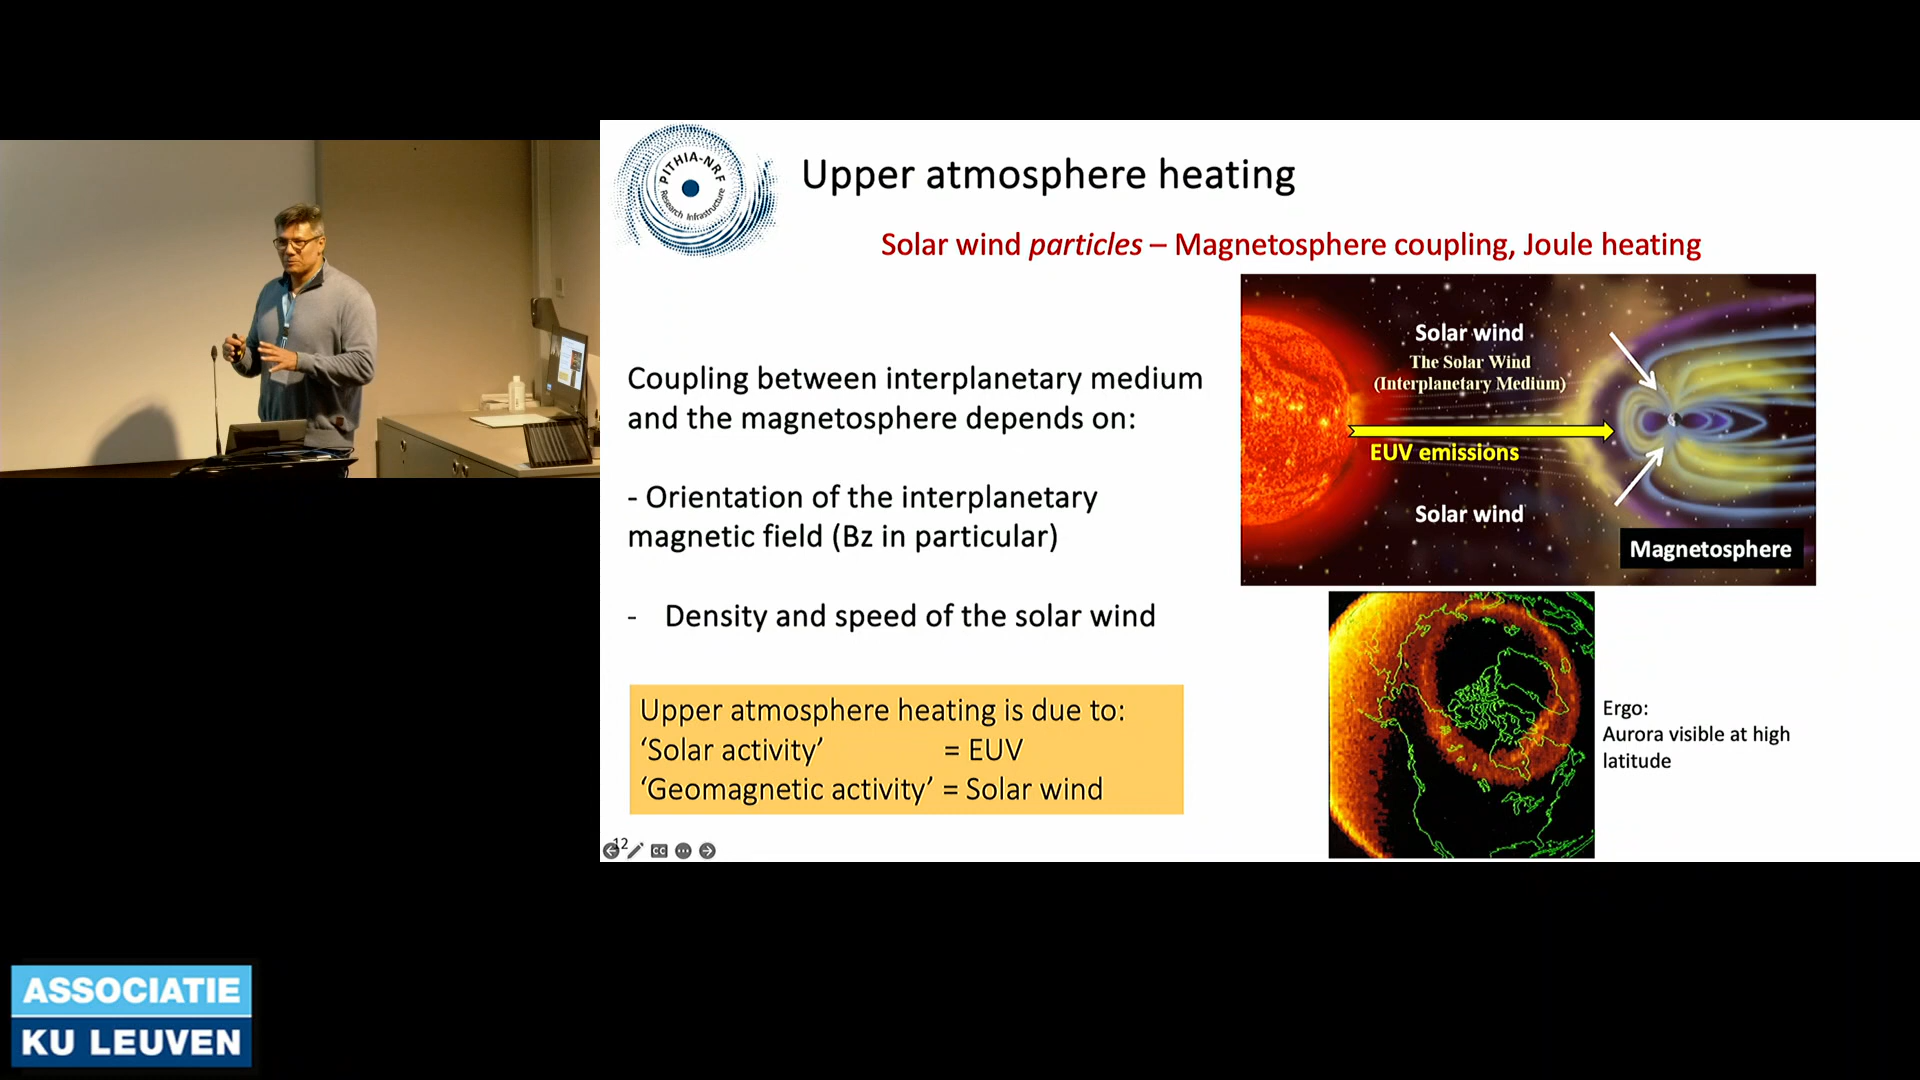 PITHIA-NRF
Research Infrastructure
Upper atmosphere heating
Solar wind particles – Magnetosphere coupling, Joule heating
Coupling between interplanetary medium
and the magnetosphere depends on:
- Orientation of the interplanetary
magnetic field (Bz in particular)
- Density and speed of the solar wind
Upper atmosphere heating is due to:
‘Solar activity’ = EUV
‘Geomagnetic activity’ = Solar wind
Solar wind
The Solar Wind
(Interplanetary Medium)
EUV emissions
Solar wind
Magnetosphere
Ergo:
Aurora visible at high
latitude
12
CC
ASSOCIATIE
KU LEUVEN